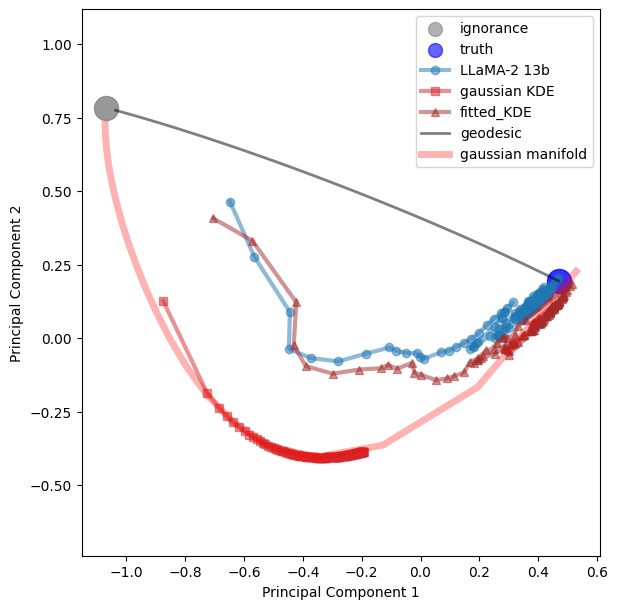 ignorance
truth
LLaMA-2 13b
gaussian KDE
fitted_KDE
geodesic
gaussian manifold
Principal Component 2
1.00
0.75
0.50
0.25
0.00
−0.25
−0.50
−1.0 −0.8 −0.6 −0.4 −0.2 0.0 0.2 0.4 0.6
Principal Component 1